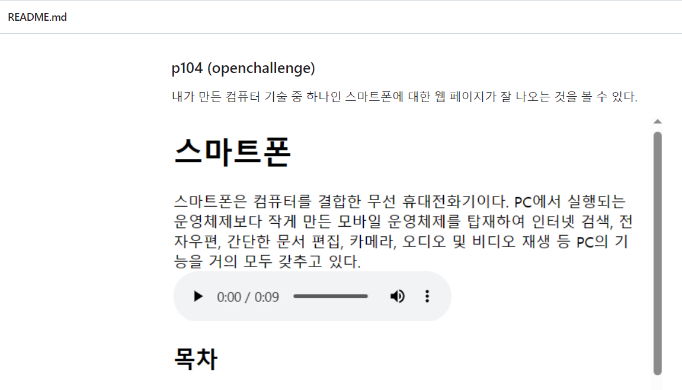 README.md
p104 (openchallenge)
내가 만든 컴퓨터 기술 중 하나인 스마트폰에 대한 웹 페이지가 잘 나오는 것을 볼 수 있다.
스마트폰
스마트폰은 컴퓨터를 결합한 무선 휴대전화기이다. PC에서 실행되는
운영체제보다 작게 만든 모바일 운영체제를 탑재하여 인터넷 검색, 전
자우편, 간단한 문서 편집, 카메라, 오디오 및 비디오 재생 등 PC의 기
능을 거의 모두 갖추고 있다.
0:00 / 0:09
목차